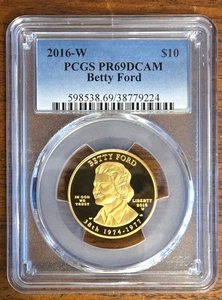 2016-W $10
PCGS PR69DCAM
Betty Ford
598538.69/38779224
BETTY FORD
IN GOD
WE
TRUST
LIBERTY
2016
W
38th 1974-1977